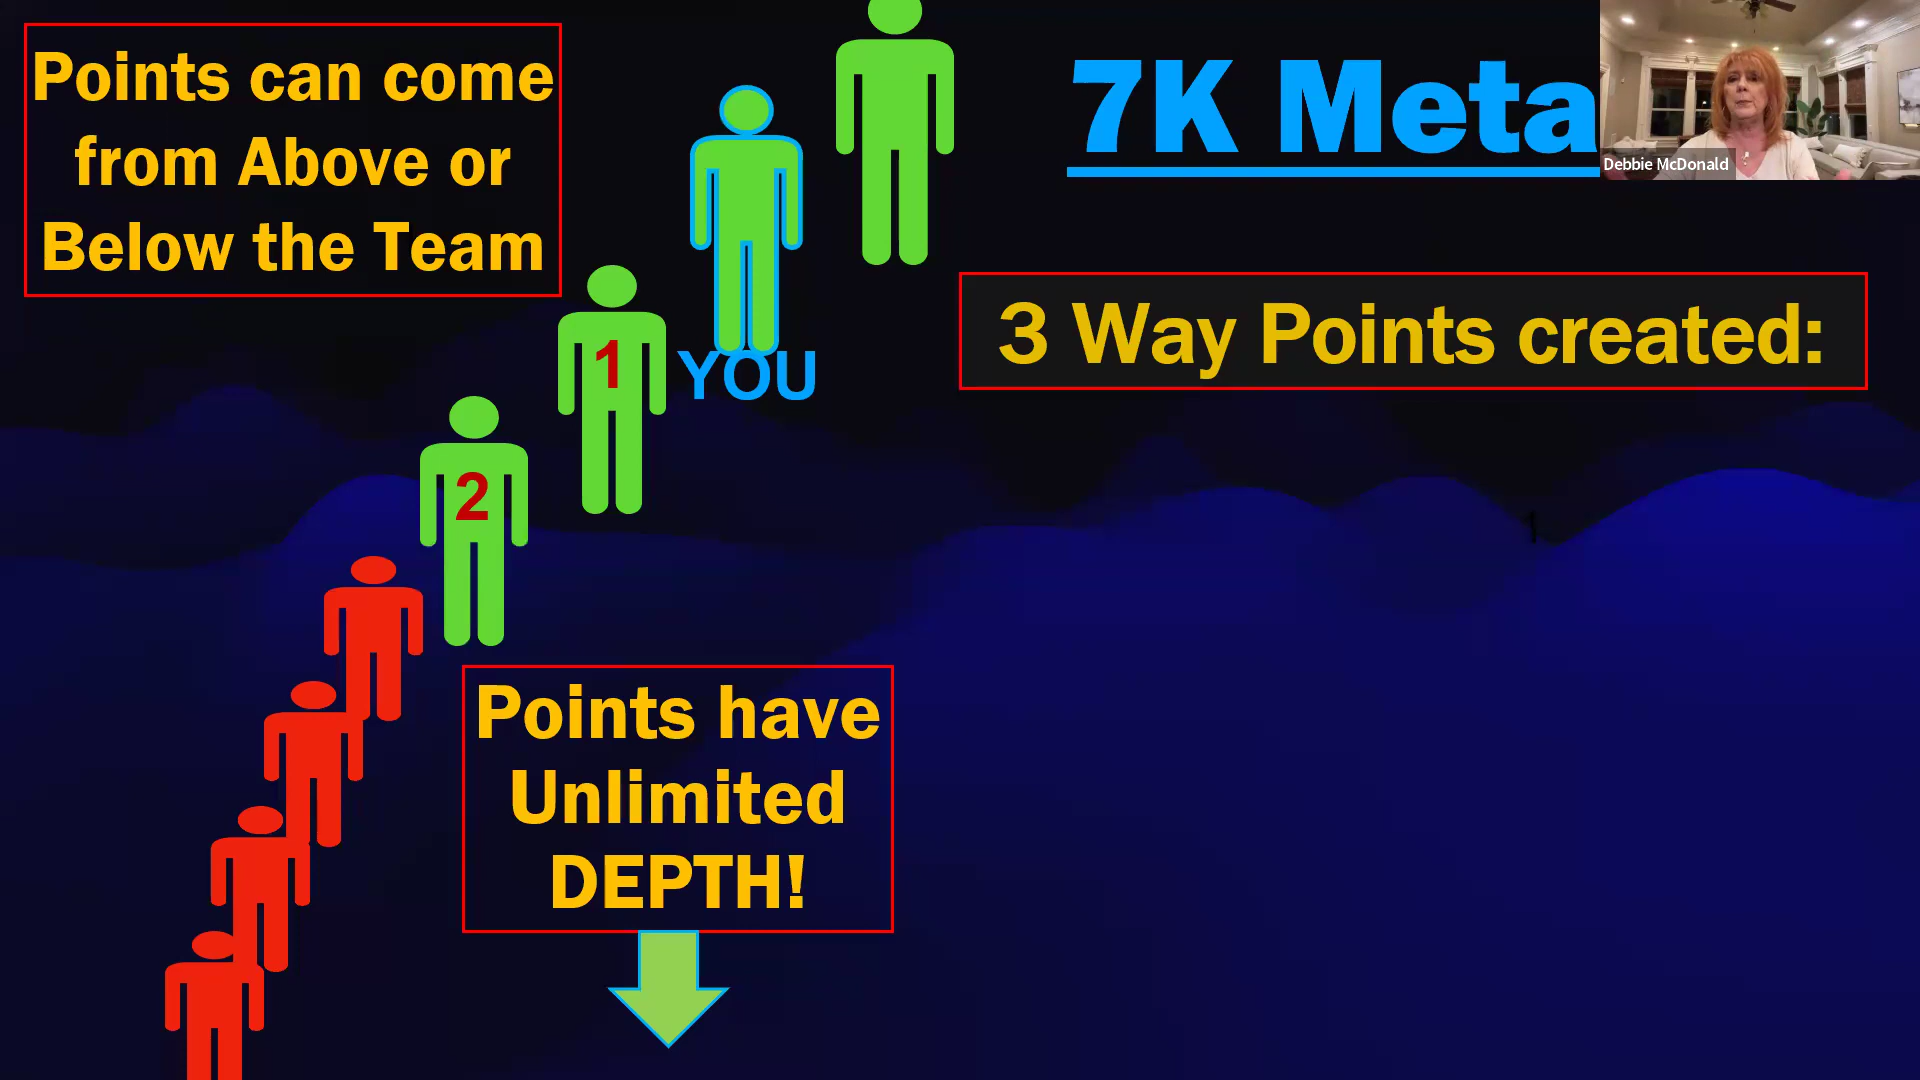 Points can come
from Above or
Below the Team
7K Meta
Debbie McDonald
3 Way Points created:
1
YOU
2
Points have
Unlimited
DEPTH!